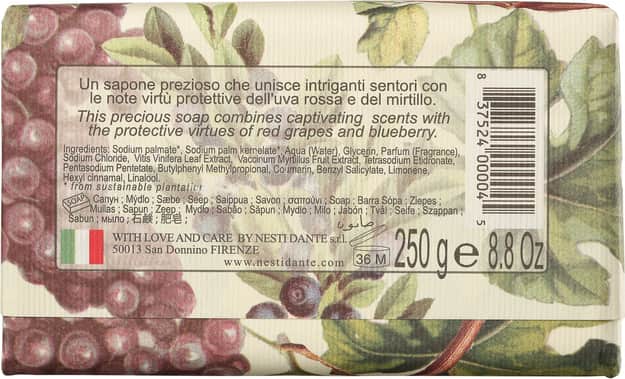 Un sapone prezioso che unisce intriganti sentori con
le note virtù protettive dell'uva rossa e del mirtillo.
This precious soap combines captivating scents with
the protective virtues of red grapes and blueberry.
Ingredients: Sodium palmate*, Sodium palm kernelate*, Aqua (Water), Glycerin, Parfum (Fragrance),
Sodium Chloride, Vitis Vinifera Leaf Extract, Vaccinum Myrtillus Fruit Extract, Tetrasodium Etidronate,
Pentasodium Pentetate, Butylphenyl Methylpropional, Coumarin, Benzyl Salicylate, Limonene,
Hexyl cinnamal, Linalool.
* from sustainable plantation
SOAP Сапун ; Mýdlo ; Sæbe ; Seep ; Saippua ; Savon ; σαπούνι ; Soap ; Barra Sópa ; Ziepes ;
Muilas ; Sapun ; Zeep ; Mydło ; Sabão ; Săpun ; Mydlo ; Milo ; Jabón ; Tvål ; Seife ; Szappan ;
Sabun ; мыло ; 石鹸 ; 肥皂 ; صابونيا
WITH LOVE AND CARE BY NESTI DANTE s.r.l.
50013 San Donnino FIRENZE
www.nestidante.com
36 M
250 g e 8.8 Oz
8 37524 00004 5